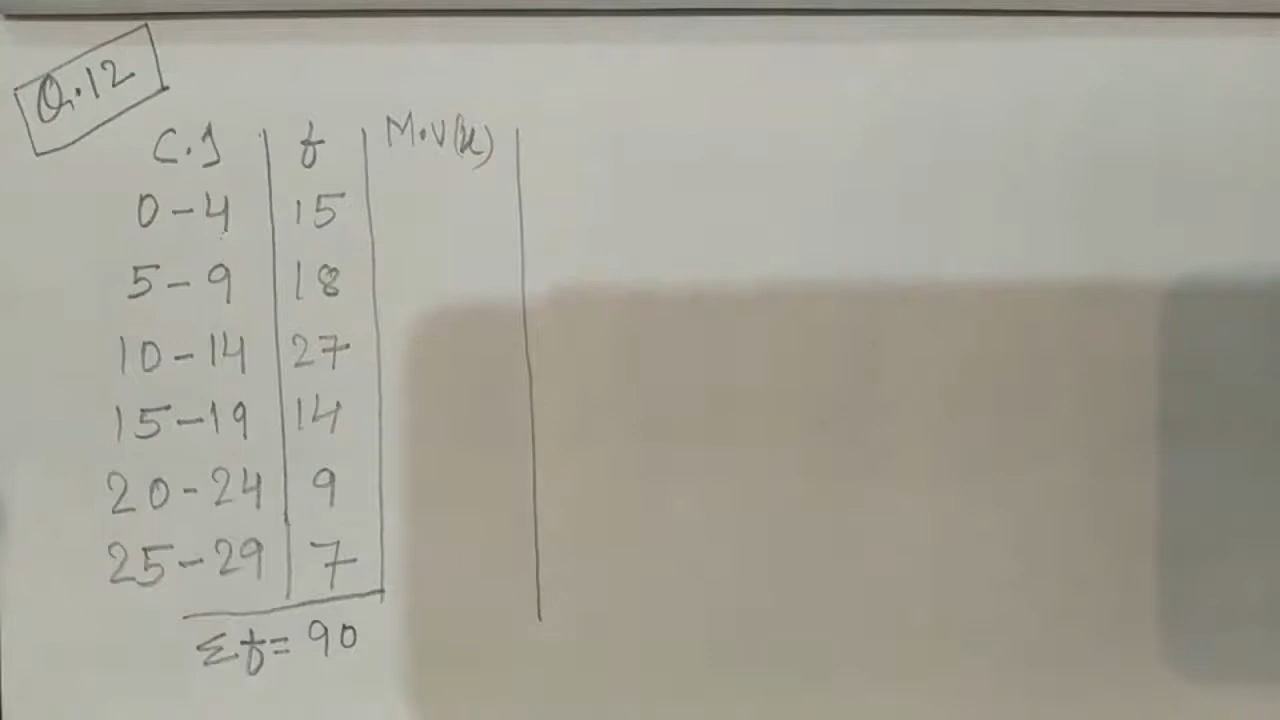 Q.12
C.I f M.V(x)
0-4 15
5-9 18
10-14 27
15-19 14
20-24 9
25-29 7
Σf= 90